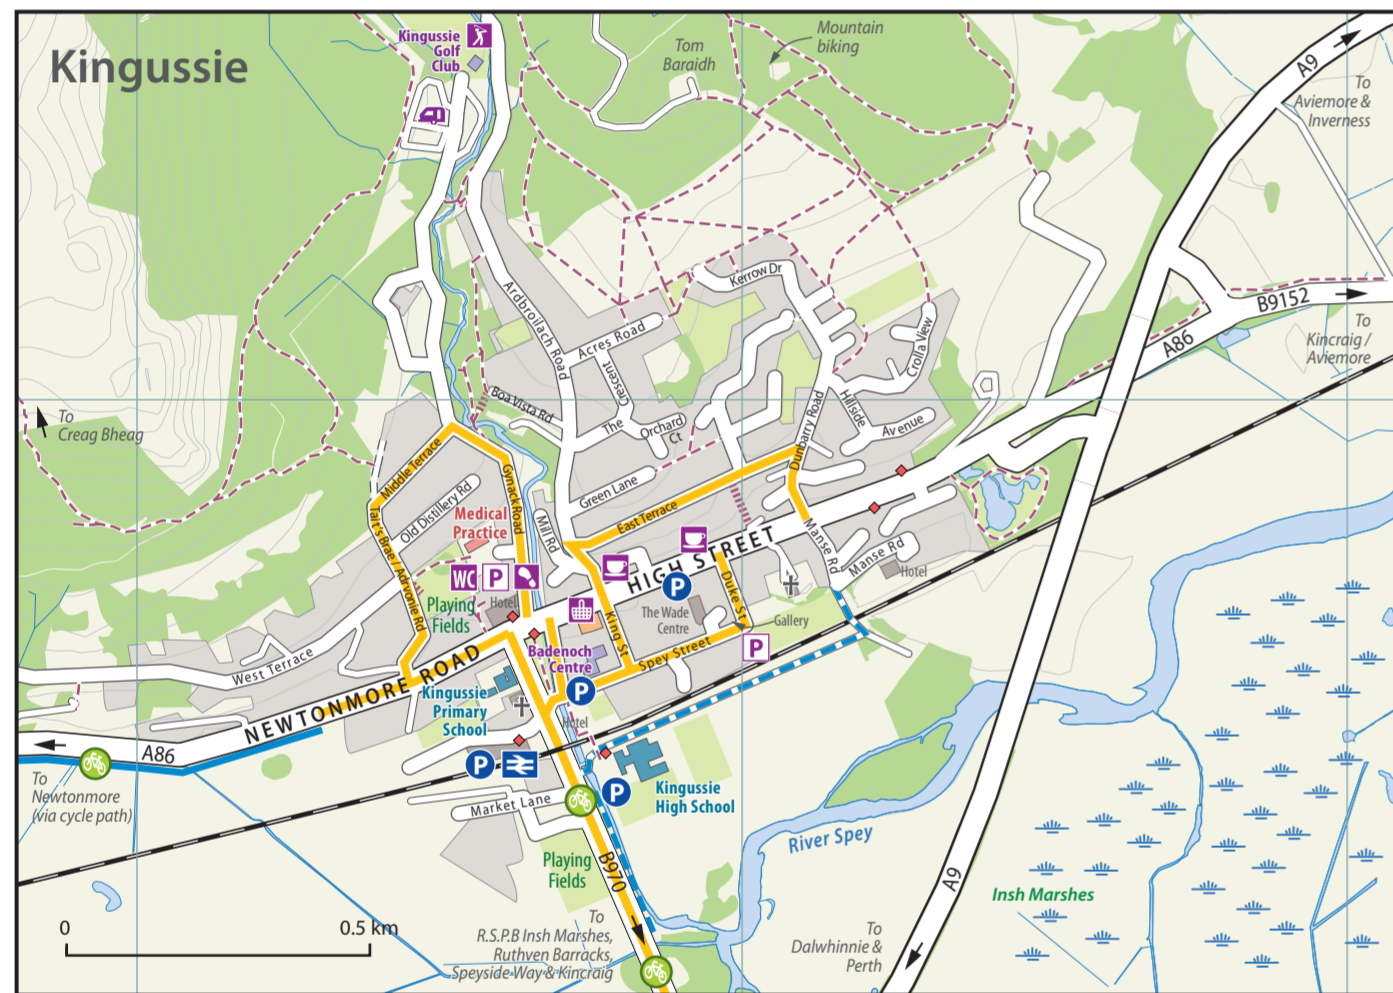 Kingussie
Kingussie
Golf
Club
Tom
Baraidh
Mountain
biking
A9
To
Aviemore &
Inverness
B9152
To
Kincraig /
Aviemore
A86
To
Creag Bheag
Ardbroilach Road
Acres Road
Kerrow Dr
Crolla View
Boa Vista Rd
The
Crescent
Orchard
Ct
Hillside
Avenue
Dunbarry Road
Middle Terrace
Gynack Road
Old Distillery Rd
Green Lane
East Terrace
Tait's Brae / Advonie Rd
Medical
Practice
Mill Rd
HIGH STREET
Manse Rd
Manse Rd
Hotel
WC
P
Hotel
P
Duke St
Playing
Fields
King St
The Wade
Centre
Gallery
P
Spey Street
West Terrace
NEWTONMORE ROAD
Badenoch
Centre
P
Kingussie
Primary
School
Hotel
A86
P
To
Newtonmore
(via cycle path)
Market Lane
P
Kingussie
High School
River Spey
Playing
Fields
B970
A9
Insh Marshes
0
0.5 km
To
R.S.P.B Insh Marshes,
Ruthven Barracks,
Speyside Way & Kincraig
To
Dalwhinnie &
Perth